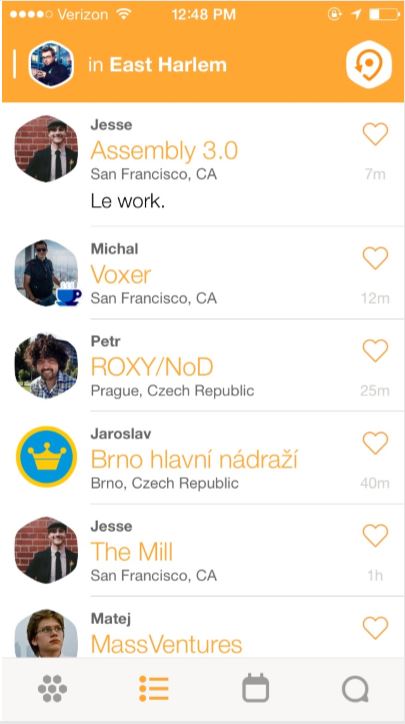 Verizon 12:48 PM
in East Harlem
Jesse
Assembly 3.0
San Francisco, CA
7m
Le work.
Michal
Voxer
San Francisco, CA
12m
Petr
ROXY/NoD
Prague, Czech Republic
25m
Jaroslav
Brno hlavní nádraží
Brno, Czech Republic
40m
Jesse
The Mill
San Francisco, CA
1h
Matej
MassVentures